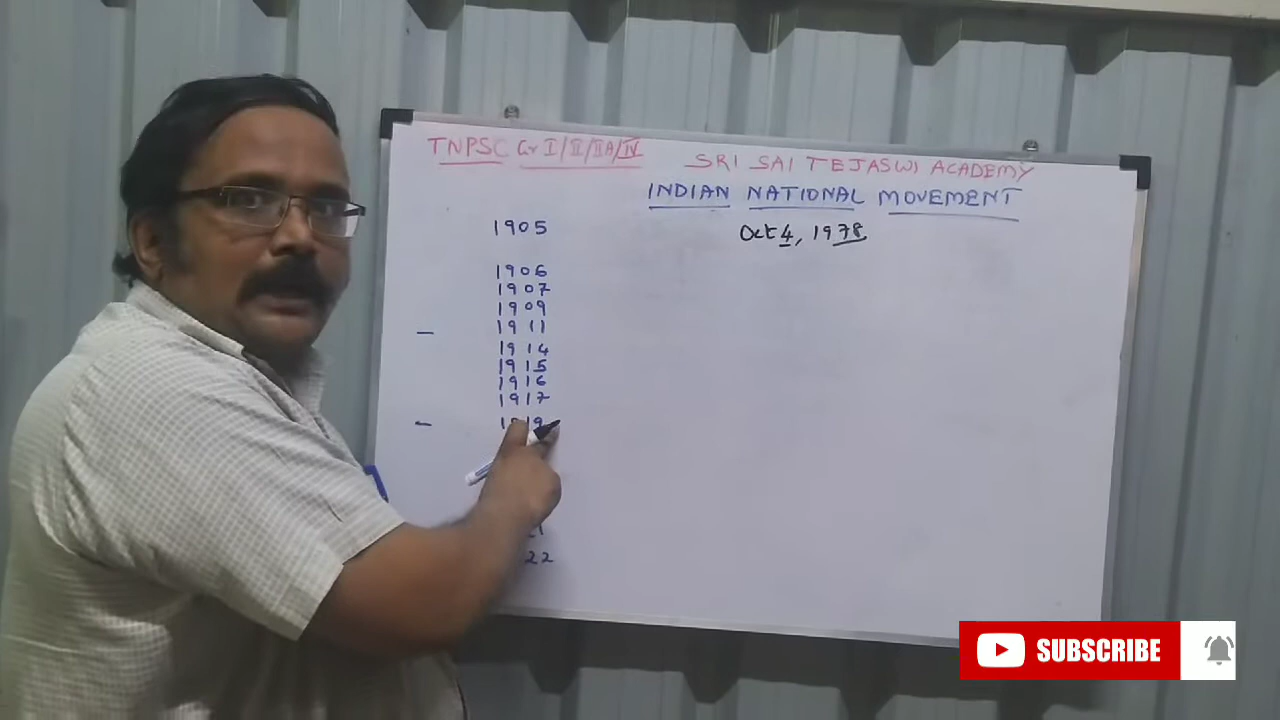 TNPSC Gr I/II/IIA/IV
SRI SAI TEJASWI ACADEMY
INDIAN NATIONAL MOVEMENT
Oct 4, 1978
1905
1906
1907
1909
- 1911
1914
1915
1916
1917
- 1919
22
SUBSCRIBE